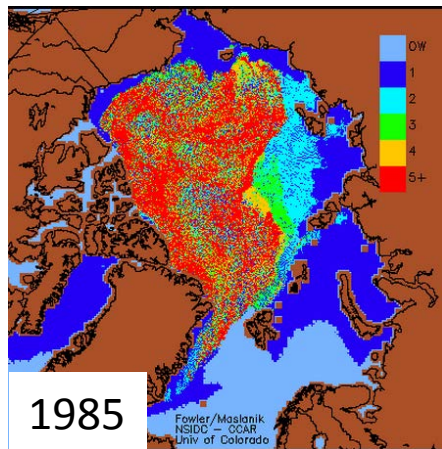 OW
1
2
3
4
5+
1985
Fowler/Maslanik
NSIDC - CCAR
Univ of Colorado